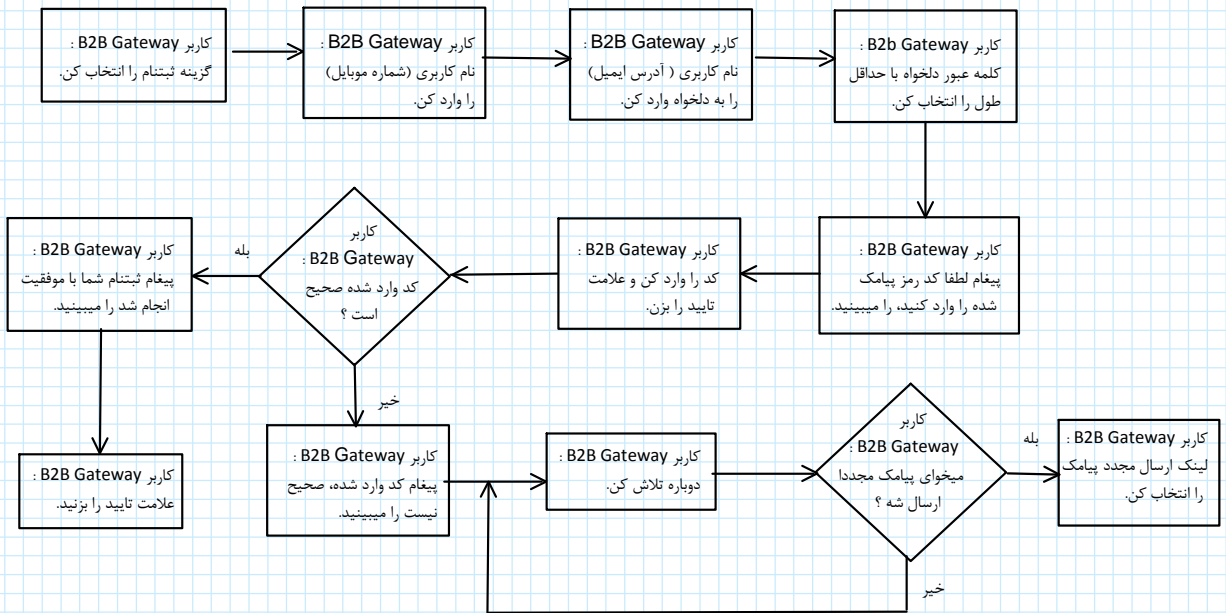 کاربر B2B Gateway :
گزینه ثبتنام را انتخاب کن.
کاربر B2B Gateway :
نام کاربری (شماره موبایل)
را وارد کن.
کاربر B2B Gateway :
نام کاربری ( آدرس ایمیل)
را به دلخواه وارد کن.
کاربر B2b Gateway :
کلمه عبور دلخواه با حداقل
طول را انتخاب کن.
کاربر B2B Gateway :
پیغام لطفا کد رمز پیامک
شده را وارد کنید، را میبینید.
کاربر B2B Gateway :
کد را وارد کن و علامت
تایید را بزن.
کاربر
B2B Gateway :
کد وارد شده صحیح
است ؟
بله
کاربر B2B Gateway :
پیغام ثبتنام شما با موفقیت
انجام شد را میبینید.
کاربر B2B Gateway :
علامت تایید را بزنید.
خیر
کاربر B2B Gateway :
پیغام کد وارد شده، صحیح
نیست را میبینید.
کاربر B2B Gateway :
دوباره تلاش کن.
کاربر
B2B Gateway :
میخوای پیامک مجددا
ارسال شه ؟
بله
کاربر B2B Gateway :
لینک ارسال مجدد پیامک
را انتخاب کن.
خیر